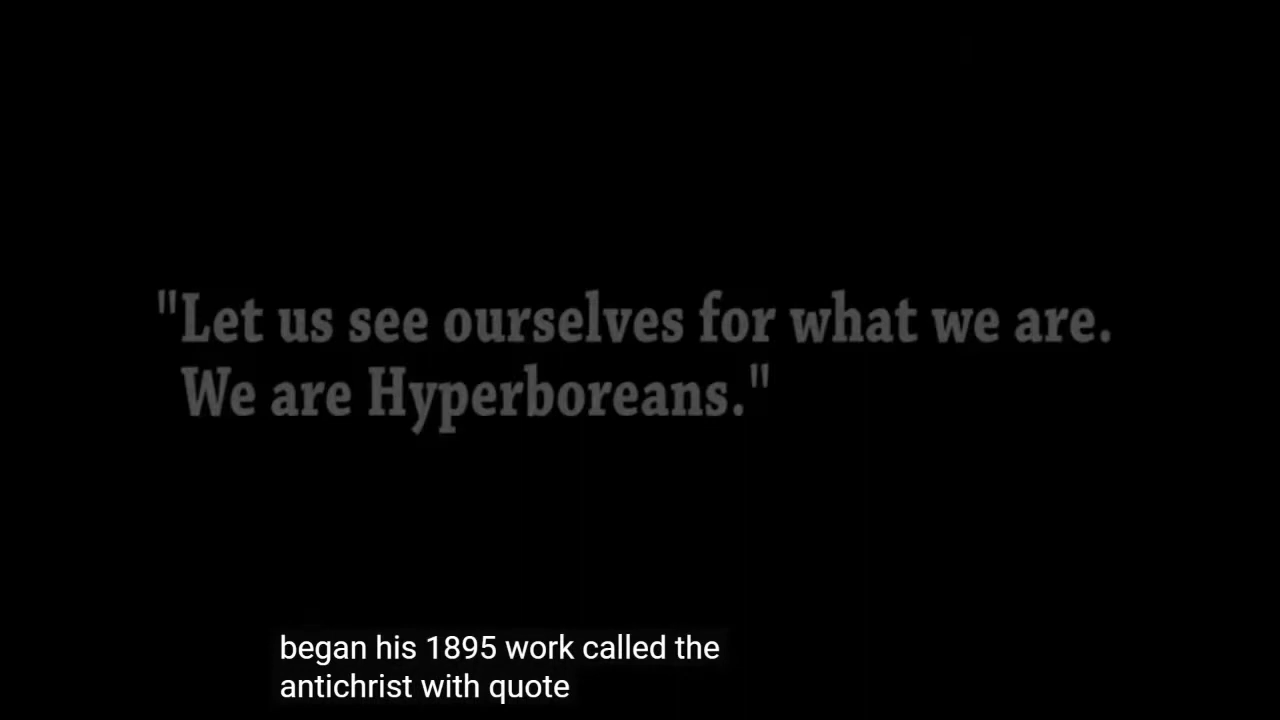 "Let us see ourselves for what we are.
We are Hyperboreans."
began his 1895 work called the
antichrist with quote